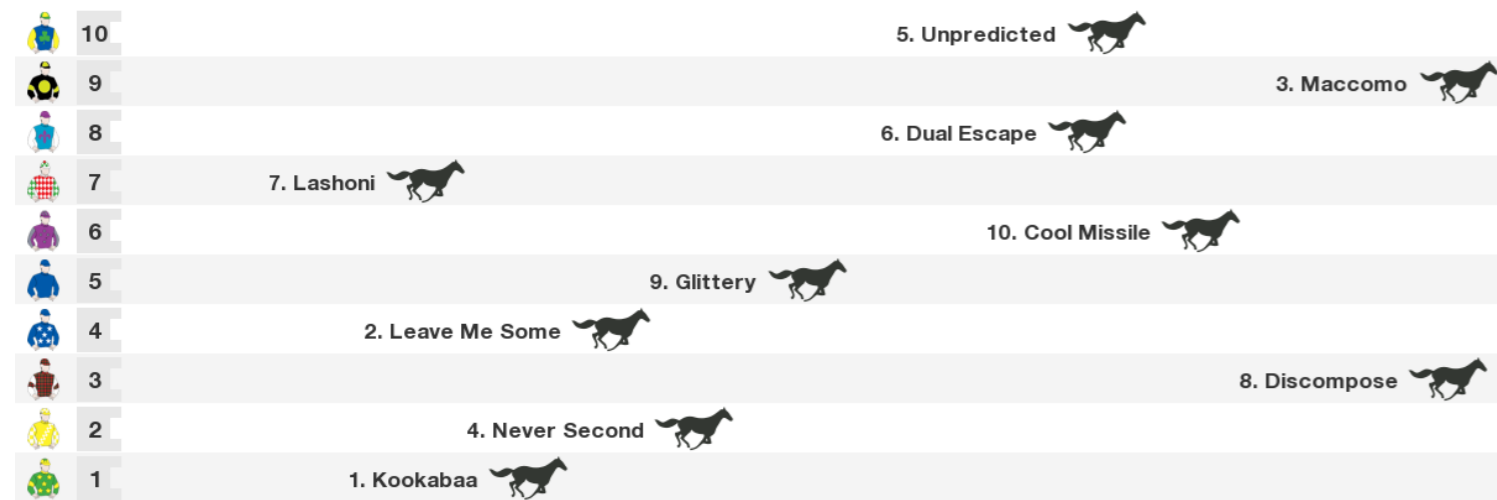 10 5. Unpredicted
9 3. Maccomo
8 6. Dual Escape
7 7. Lashoni
6 10. Cool Missile
5 9. Glittery
4 2. Leave Me Some
3 8. Discompose
2 4. Never Second
1 1. Kookabaa